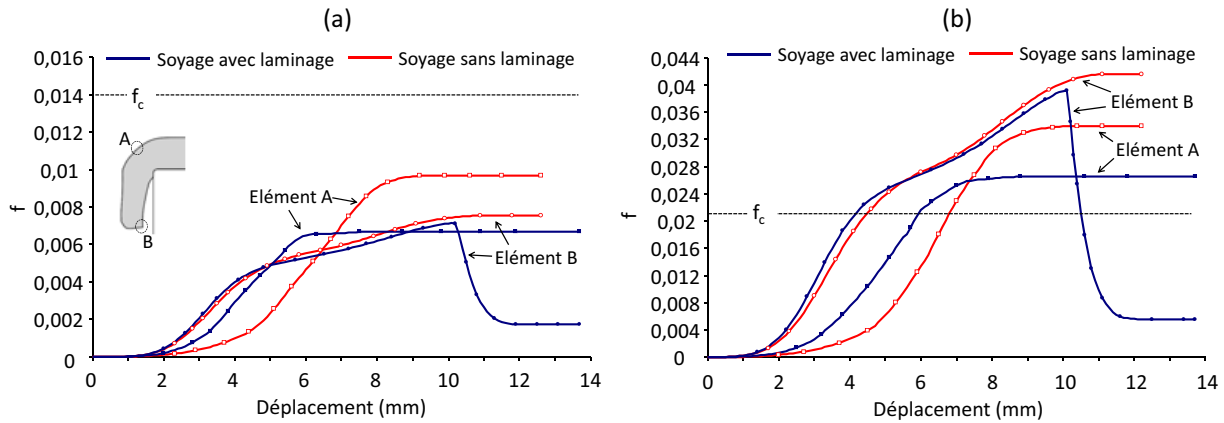 (a)
Soyage avec laminage
Soyage sans laminage
0,016
0,014
0,012
0,01
0,008
0,006
0,004
0,002
0
f
f_c
A
B
Elément A
Elément B
0 2 4 6 8 10 12 14
Déplacement (mm)
(b)
Soyage avec laminage
Soyage sans laminage
0,044
0,04
0,036
0,032
0,028
0,024
0,02
0,016
0,012
0,008
0,004
0
f
f_c
Elément B
Elément A
0 2 4 6 8 10 12 14
Déplacement (mm)